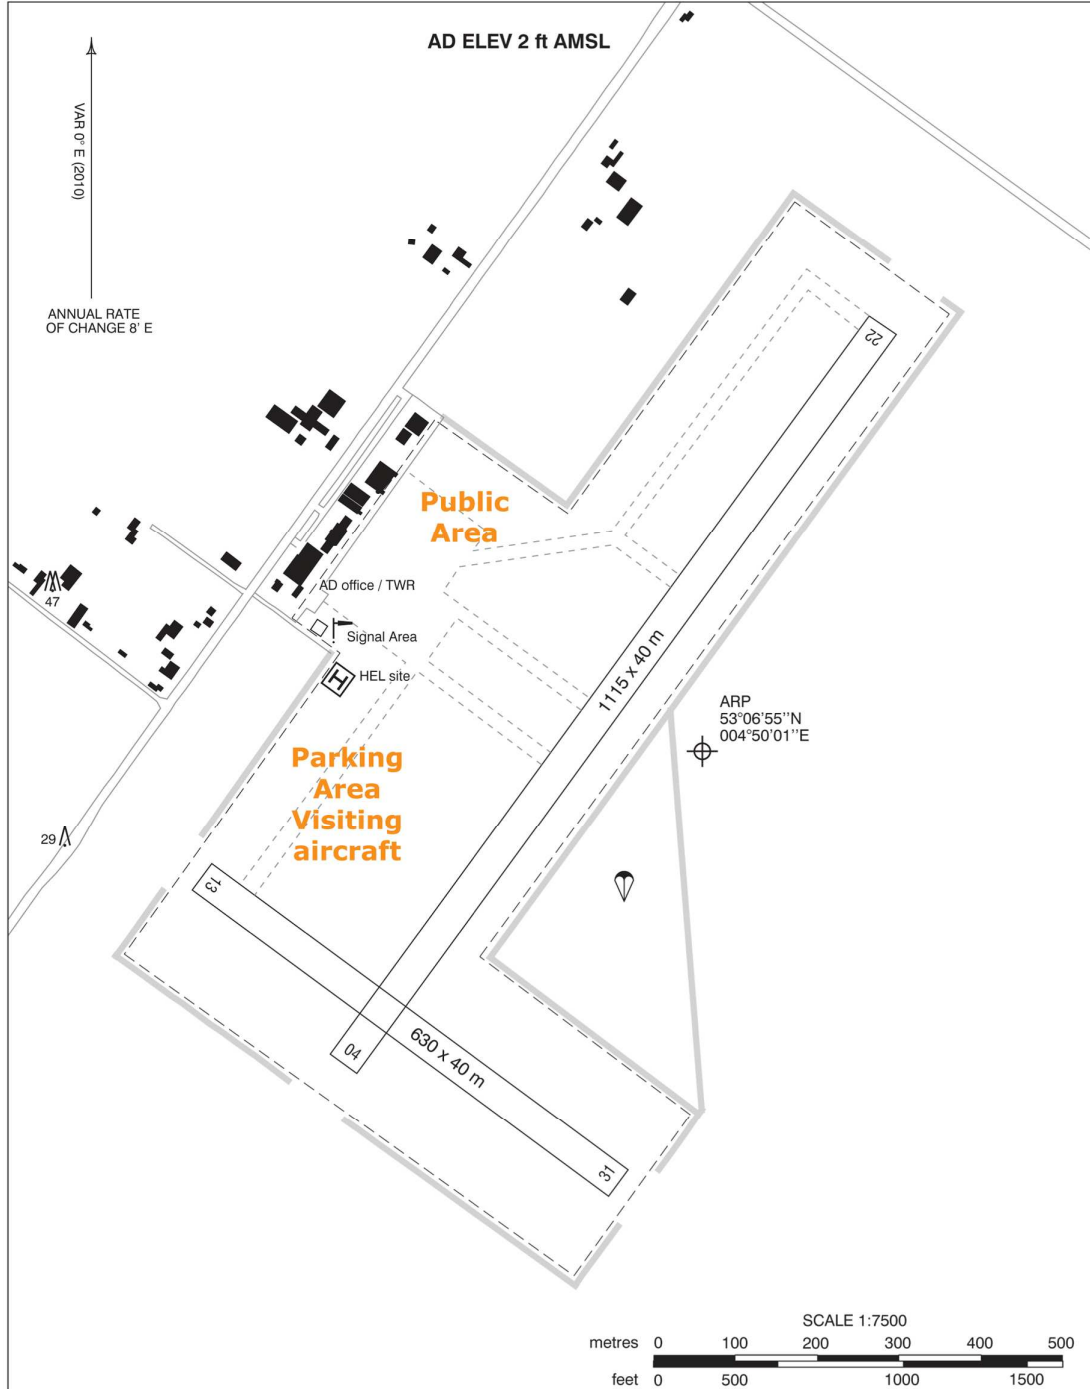 AD ELEV 2 ft AMSL
VAR 0° E (2010)
ANNUAL RATE
OF CHANGE 8' E
22
Public
Area
AD office / TWR
47
Signal Area
HEL site
1115 x 40 m
ARP
53°06’55’’N
004°50’01’’E
Parking
Area
Visiting
aircraft
29
13
04
630 x 40 m
31
SCALE 1:7500
metres 0 100 200 300 400 500
feet 0 500 1000 1500